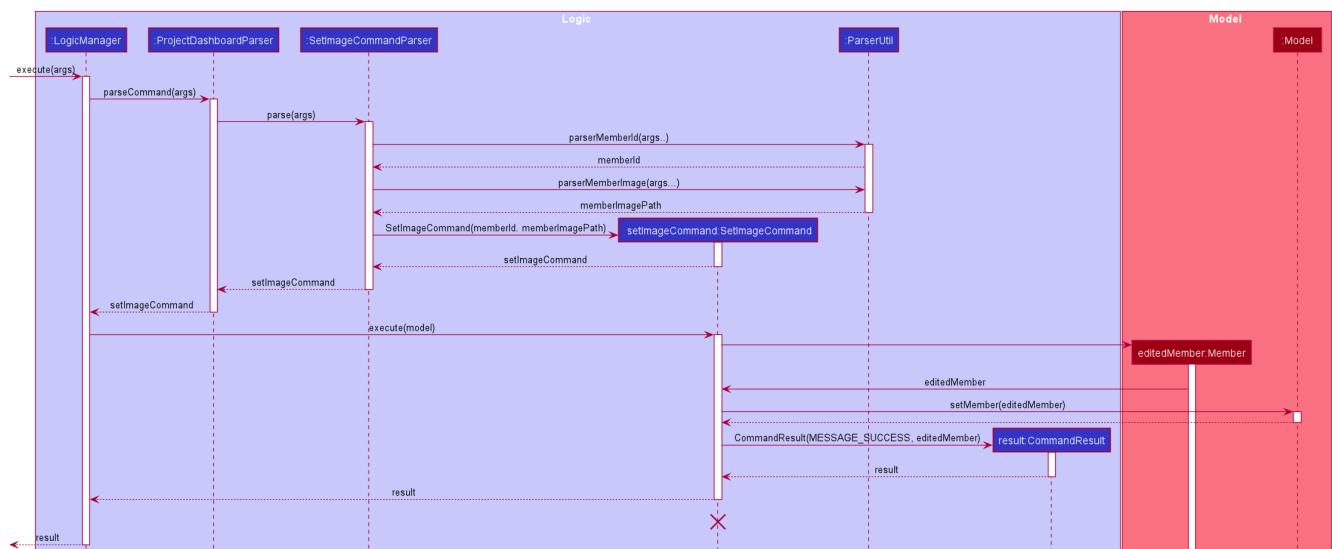 Logic
Model
:LogicManager
:ProjectDashboardParser
:SetImageCommandParser
:ParserUtil
:Model
execute(args)
parseCommand(args)
parse(args)
parserMemberId(args..)
memberId
parserMemberImage(args...)
memberImagePath
SetImageCommand(memberId. memberImagePath)
setImageCommand:SetImageCommand
setImageCommand
setImageCommand
setImageCommand
execute(model)
editedMember:Member
editedMember
setMember(editedMember)
CommandResult(MESSAGE_SUCCESS, editedMember)
result:CommandResult
result
result
result